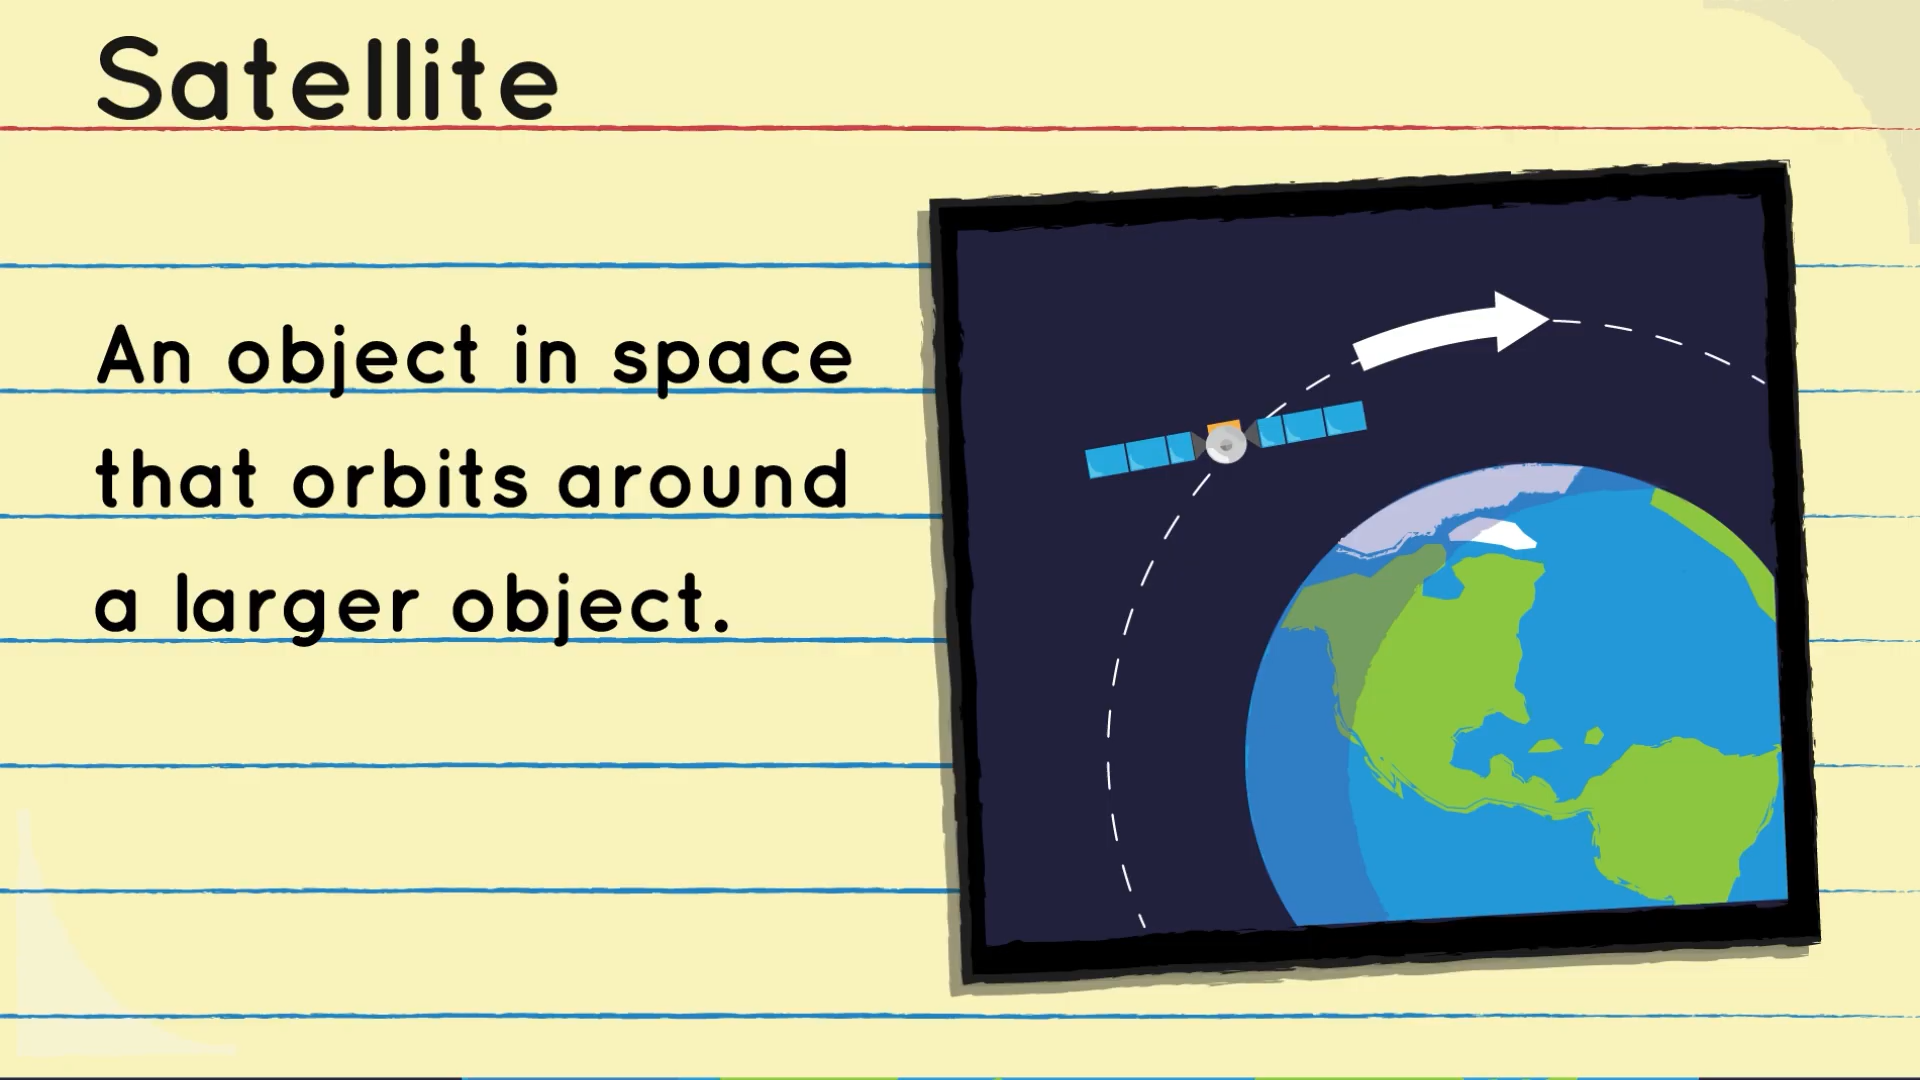 Satellite
An object in space
that orbits around
a larger object.